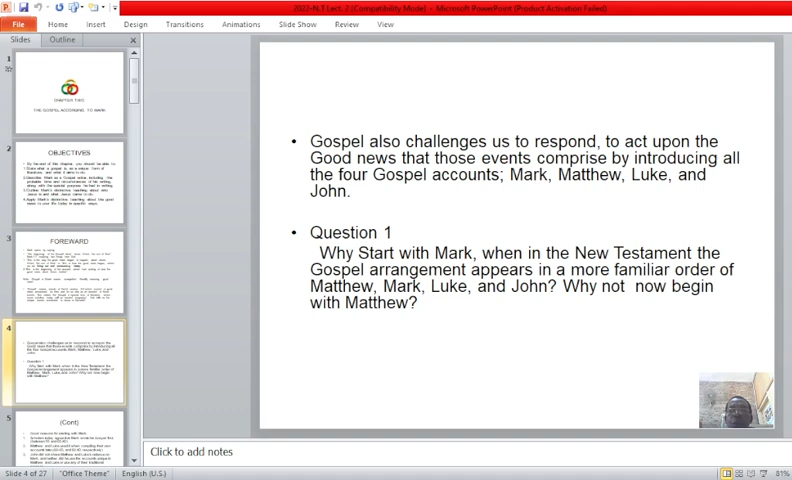 2022-N.T Lect. 2 [Compatibility Mode] - Microsoft PowerPoint (Product Activation Failed)
File Home Insert Design Transitions Animations Slide Show Review View
Slides Outline
1
CHAPTER TWO
THE GOSPEL ACCORDING TO MARK
2
OBJECTIVES
3
FOREWARD
4
5
(Cont)
• Gospel also challenges us to respond, to act upon the
Good news that those events comprise by introducing all
the four Gospel accounts; Mark, Matthew, Luke, and
John.
• Question 1
Why Start with Mark, when in the New Testament the
Gospel arrangement appears in a more familiar order of
Matthew, Mark, Luke, and John? Why not now begin
with Matthew?
Click to add notes
Slide 4 of 27 "Office Theme" English (U.S.) 81%